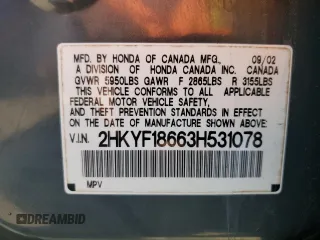 MFD. BY HONDA OF CANADA MFG. 09/02
A DIVISION OF HONDA CANADA INC. CANADA
GVWR 5950LBS GAWR F 2865LBS R 3155LBS
THIS VEHICLE CONFORMS TO ALL APPLICABLE
FEDERAL MOTOR VEHICLE SAFETY,
AND THEFT PREVENTION STANDARDS IN EFFECT ON
THE DATE OF MANUFACTURE SHOWN ABOVE.
V.I.N. 2HKYF18663H531078
MPV
DREAMBID